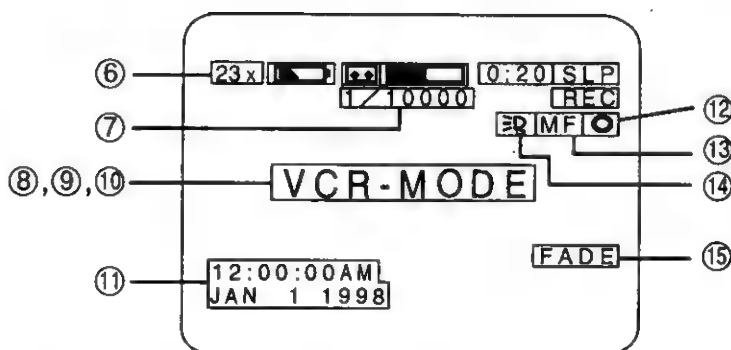 ⑥ 23x 0:20 SLP
1/10000 REC
⑦ MF ⑫
⑬
⑧,⑨,⑩ VCR-MODE ⑭
FADE ⑮
⑪ 12:00:00AM
JAN 1 1998